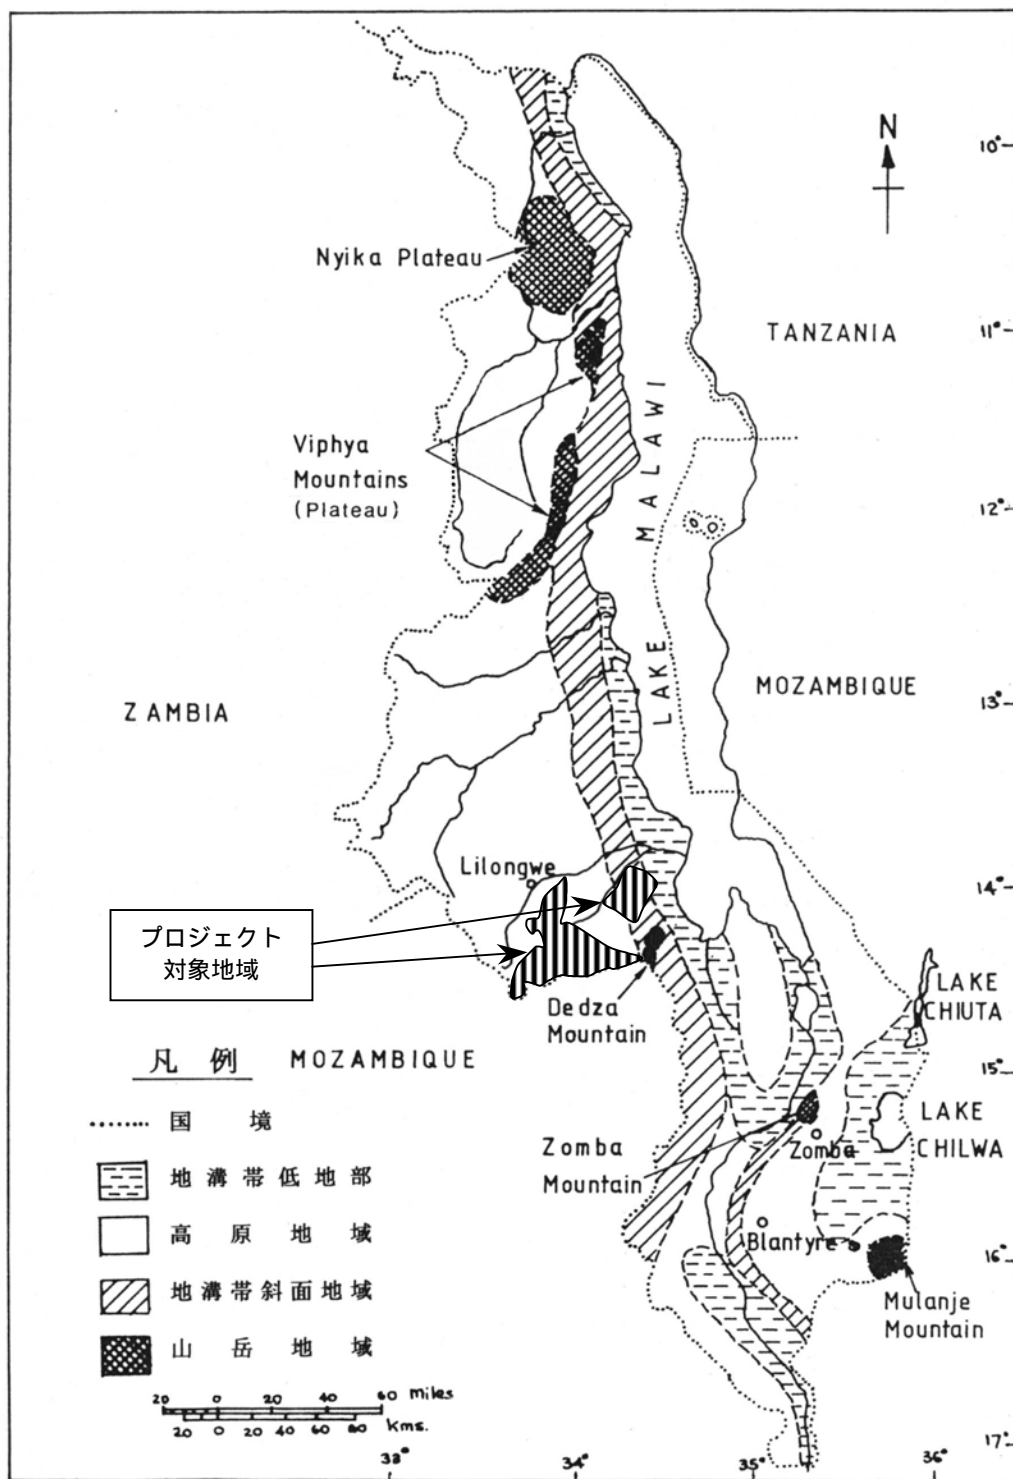 N
10°
Nyika Plateau
TANZANIA
11°
Viphya
Mountains
(Plateau)
LAKE MALAWI
12°
ZAMBIA
MOZAMBIQUE
13°
Lilongwe
14°
プロジェクト
対象地域
Dedza
Mountain
LAKE
CHIUTA
凡例
MOZAMBIQUE
15°
国境
地溝帯低地部
高原地域
地溝帯斜面地域
山岳地域
LAKE
CHILWA
Zomba
Zomba
Mountain
Blantyre
16°
Mulanje
Mountain
20 0 20 40 60 miles
20 0 20 40 60 80 kms.
17°
33° 34° 35° 36°